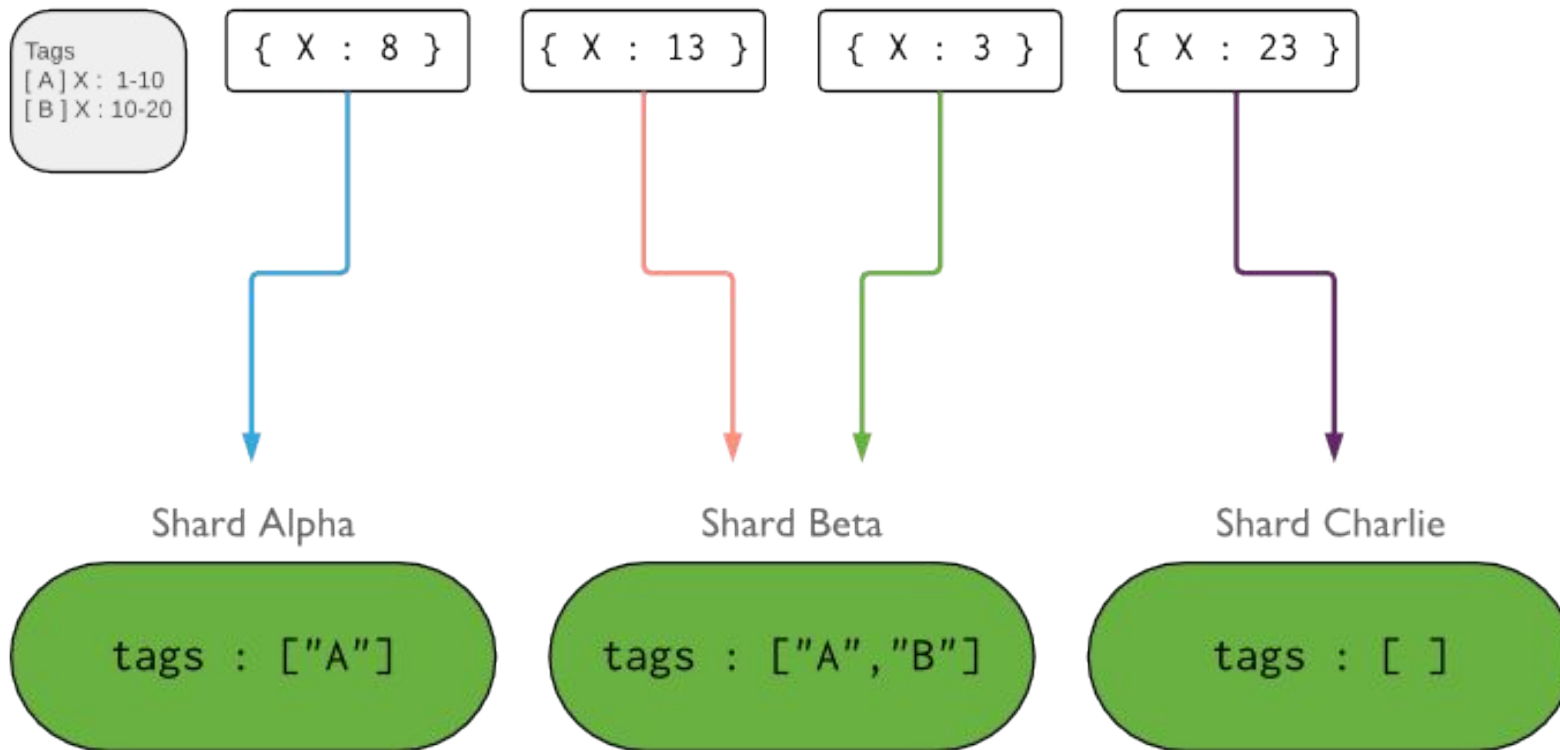 Tags
[ A ] X :  1-10
[ B ] X : 10-20
{ X : 8 }
{ X : 13 }
{ X : 3 }
{ X : 23 }
Shard Alpha
Shard Beta
Shard Charlie
tags : ["A"]
tags : ["A","B"]
tags : [ ]